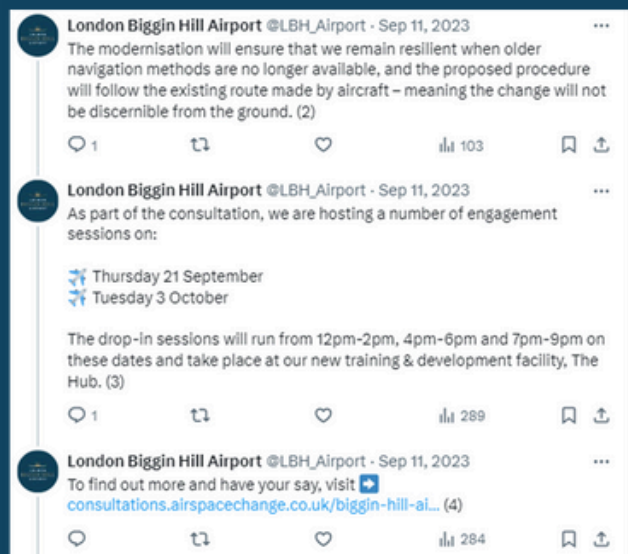 London Biggin Hill Airport @LBH_Airport · Sep 11, 2023
The modernisation will ensure that we remain resilient when older
navigation methods are no longer available, and the proposed procedure
will follow the existing route made by aircraft – meaning the change will not
be discernible from the ground. (2)
1 103
London Biggin Hill Airport @LBH_Airport · Sep 11, 2023
As part of the consultation, we are hosting a number of engagement
sessions on:
Thursday 21 September
Tuesday 3 October
The drop-in sessions will run from 12pm-2pm, 4pm-6pm and 7pm-9pm on
these dates and take place at our new training & development facility, The
Hub. (3)
1 289
London Biggin Hill Airport @LBH_Airport · Sep 11, 2023
To find out more and have your say, visit ➡
consultations.airspacechange.co.uk/biggin-hill-ai... (4)
284